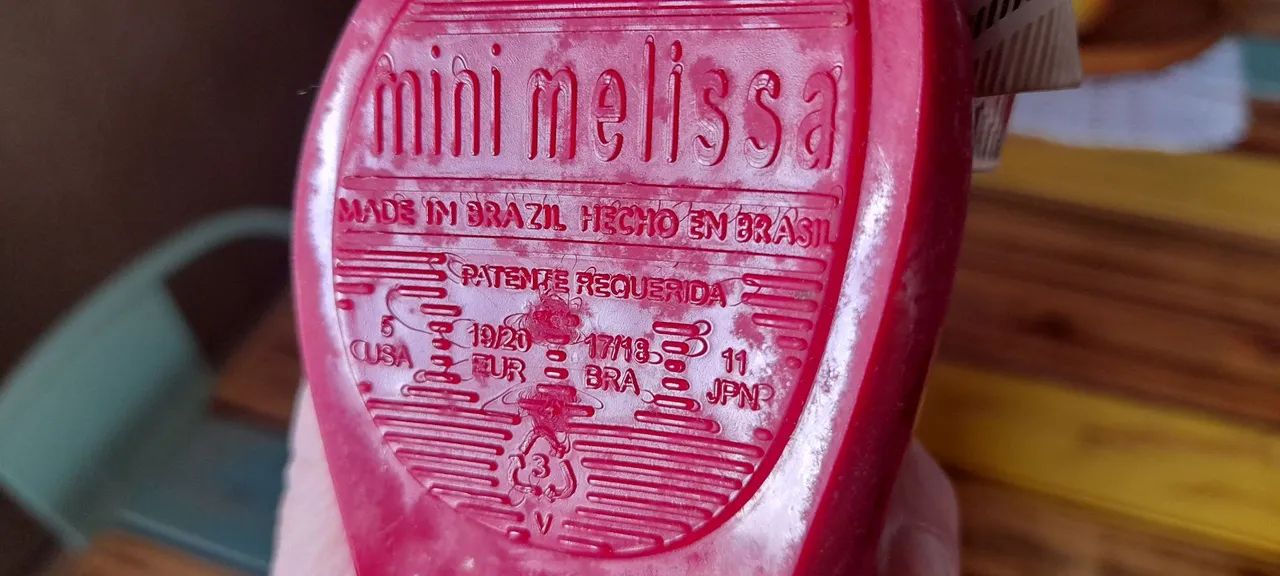 mini melissa
MADE IN BRAZIL HECHO EN BRASIL
PATENTE REQUERIDA
5 19/20 17/18 11
USA EUR BRA JPN
3
V